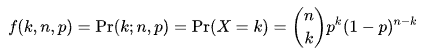 f(k, n, p) = Pr(k; n, p) = Pr(X = k) = \binom{n}{k} p^k (1 − p)^{n−k}